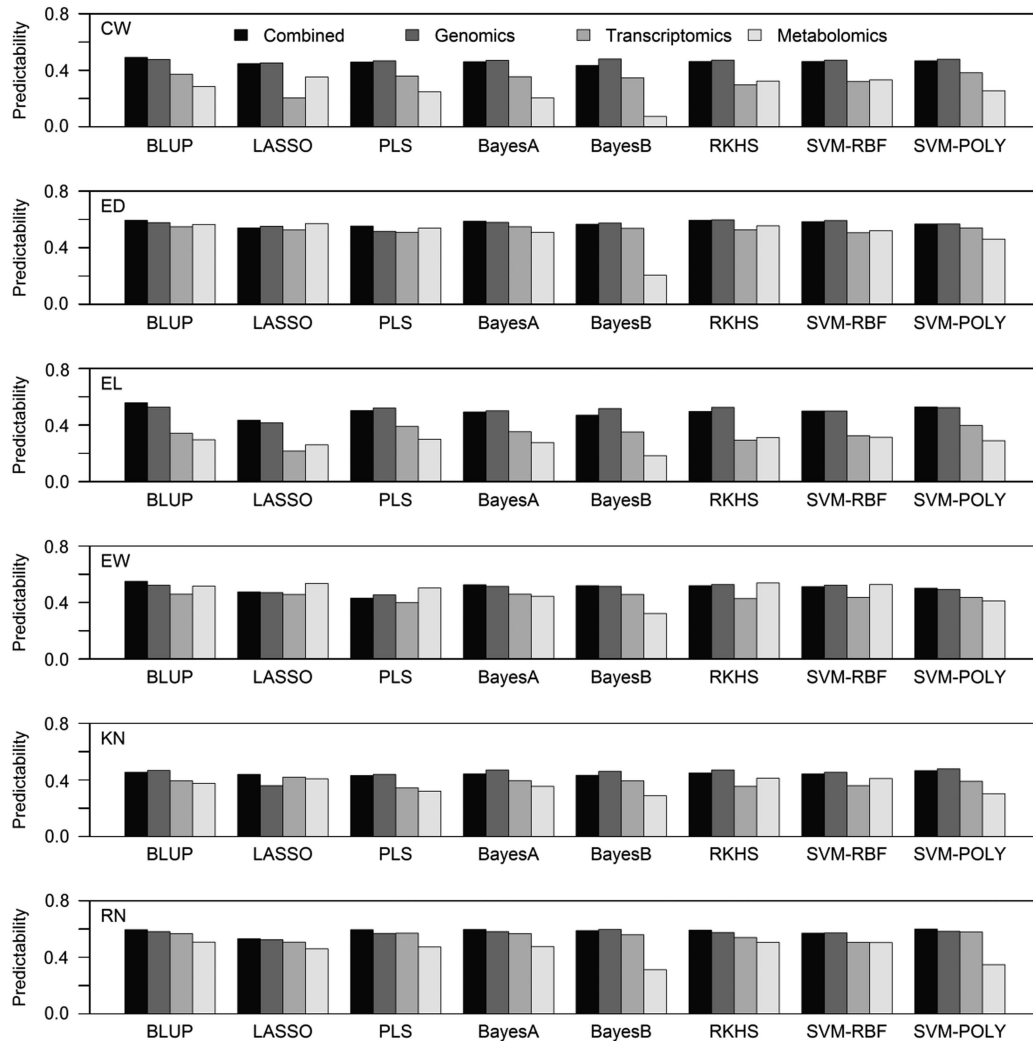 0.8
CW
Combined Genomics Transcriptomics Metabolomics
Predictability
0.4
0.0
BLUP LASSO PLS BayesA BayesB RKHS SVM-RBF SVM-POLY
0.8
ED
Predictability
0.4
0.0
BLUP LASSO PLS BayesA BayesB RKHS SVM-RBF SVM-POLY
0.8
EL
Predictability
0.4
0.0
BLUP LASSO PLS BayesA BayesB RKHS SVM-RBF SVM-POLY
0.8
EW
Predictability
0.4
0.0
BLUP LASSO PLS BayesA BayesB RKHS SVM-RBF SVM-POLY
0.8
KN
Predictability
0.4
0.0
BLUP LASSO PLS BayesA BayesB RKHS SVM-RBF SVM-POLY
0.8
RN
Predictability
0.4
0.0
BLUP LASSO PLS BayesA BayesB RKHS SVM-RBF SVM-POLY